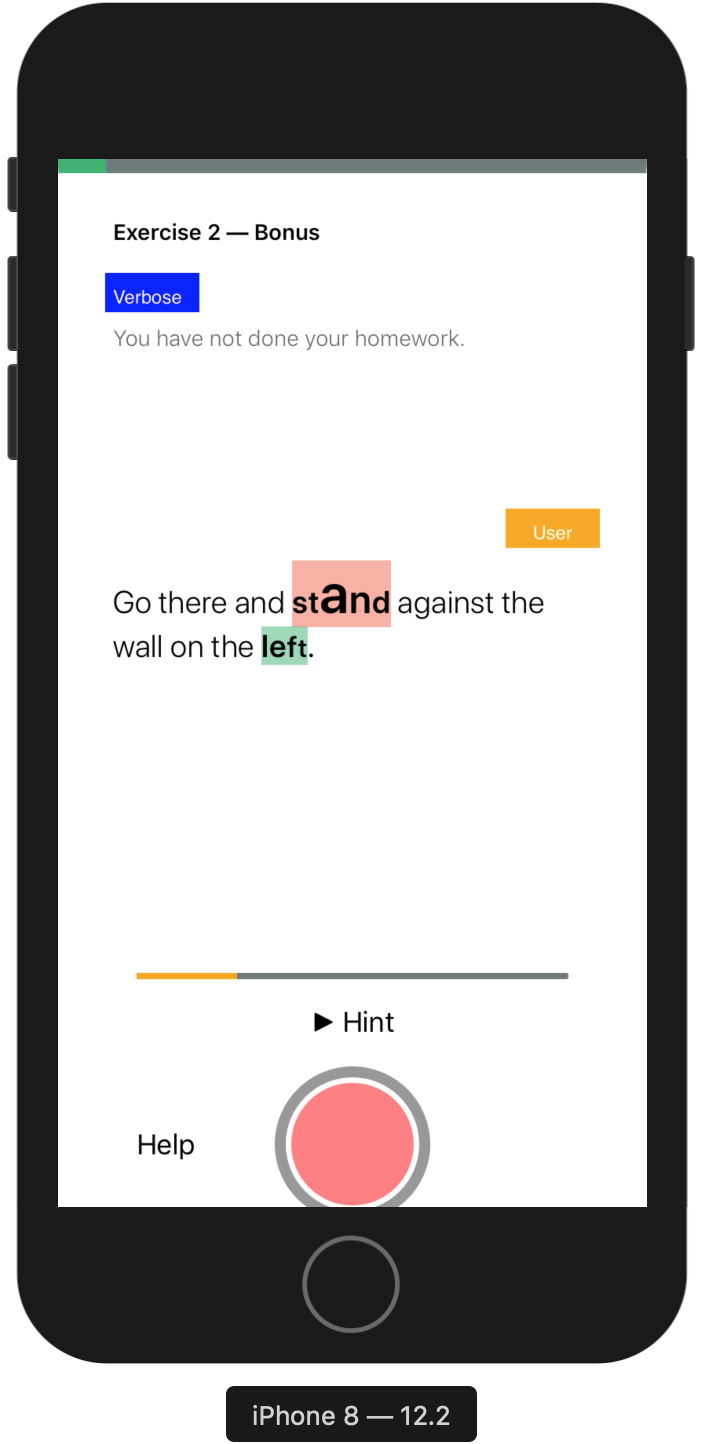 Exercise 2 — Bonus
Verbose
You have not done your homework.
User
Go there and stand against the
wall on the left.
▶ Hint
Help
iPhone 8 — 12.2